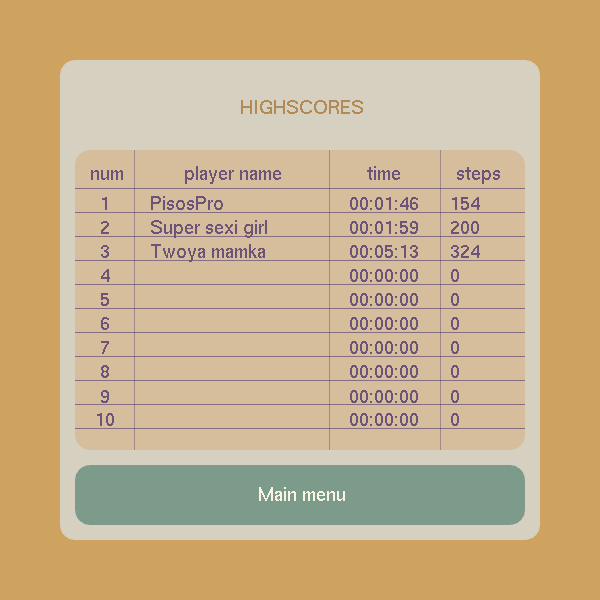 HIGHSCORES
num player name time steps
1 PisosPro 00:01:46 154
2 Super sexi girl 00:01:59 200
3 Twoya mamka 00:05:13 324
4 00:00:00 0
5 00:00:00 0
6 00:00:00 0
7 00:00:00 0
8 00:00:00 0
9 00:00:00 0
10 00:00:00 0
Main menu